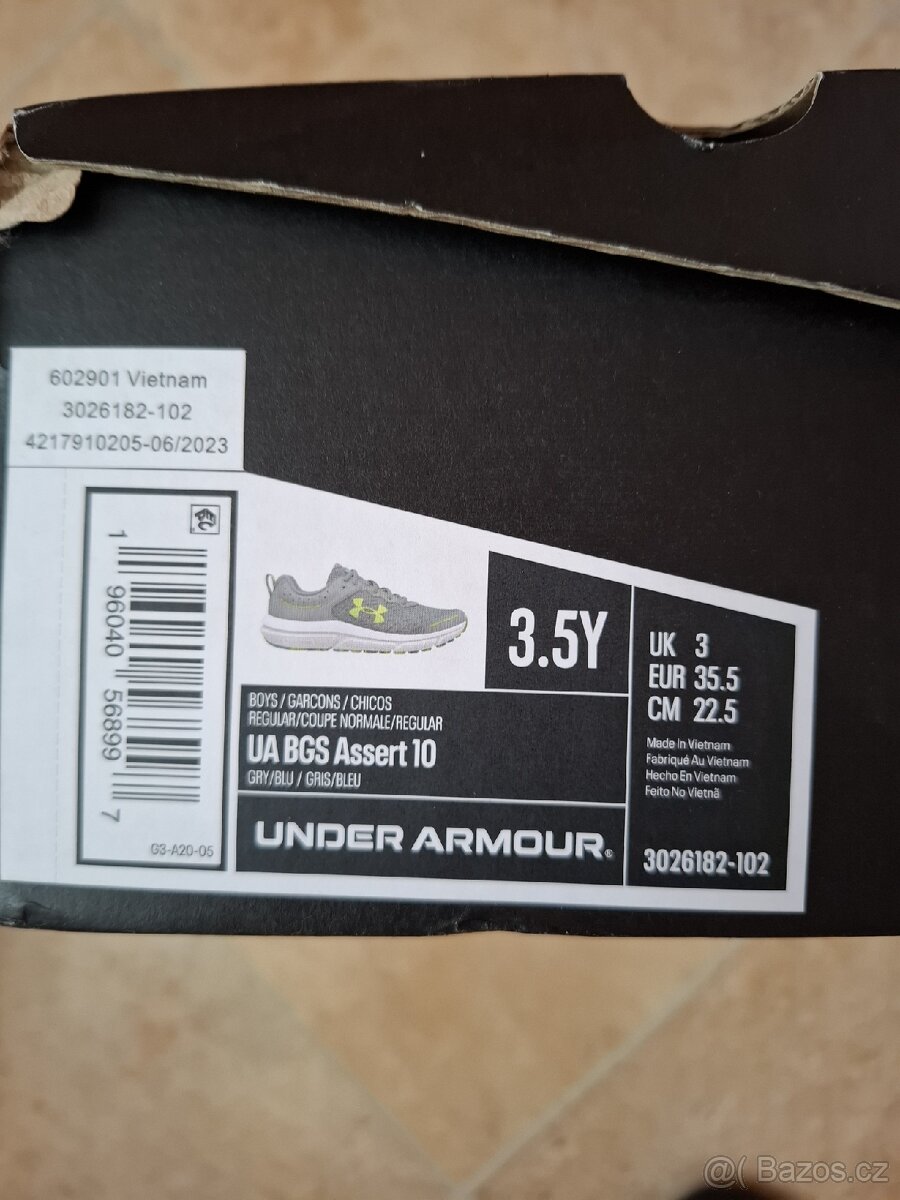 602901 Vietnam
3026182-102
4217910205-06/2023
1 96040 56899 7
G3-A20-05
3.5Y
UK 3
EUR 35.5
CM 22.5
Made In Vietnam
Fabriqué Au Vietnam
Hecho En Vietnam
Feito No Vietnã
3026182-102
BOYS / GARCONS / CHICOS
REGULAR/COUPE NORMALE/REGULAR
UA BGS Assert 10
GRY/BLU / GRIS/BLEU
UNDER ARMOUR®
@( Bazos.cz